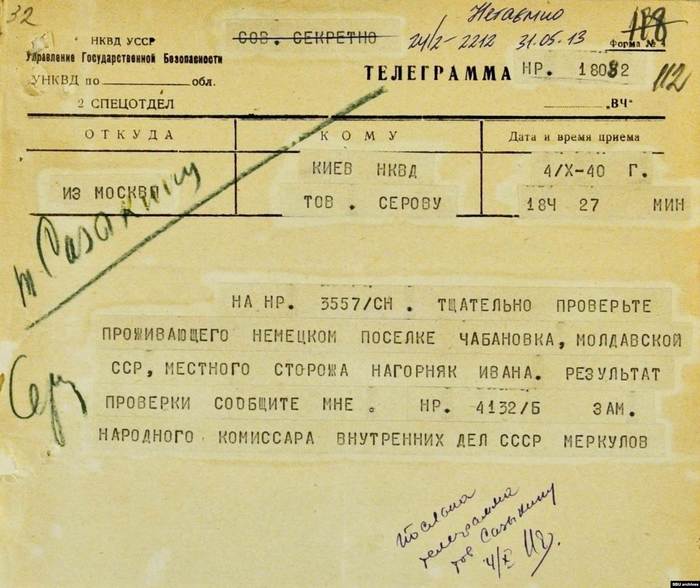 32
НКВД УССР
Управление Государственной Безопасности
УНКВД по обл.
2 СПЕЦОТДЕЛ
СОВ. СЕКРЕТНО
Нетаємно
24/2-2212 31.05.13
Форма № 4
118
ТЕЛЕГРАММА НР. 18082
112
"ВЧ"
ОТКУДА КОМУ Дата и время приема
ИЗ МОСКВЫ
КИЕВ НКВД
ТОВ. СЕРОВУ
4/Х-40 Г.
18Ч 27 МИН
т. Сазыкину
НА НР. 3557/СН. ТЩАТЕЛЬНО ПРОВЕРЬТЕ
ПРОЖИВАЮЩЕГО НЕМЕЦКОМ ПОСЕЛКЕ ЧАБАНОВКА, МОЛДАВСКОЙ
ССР, МЕСТНОГО СТОРОЖА НАГОРНЯК ИВАНА. РЕЗУЛЬТАТ
ПРОВЕРКИ СООБЩИТЕ МНЕ. НР. 4132/Б ЗАМ.
НАРОДНОГО КОМИССАРА ВНУТРЕННИХ ДЕЛ СССР МЕРКУЛОВ
Послана
телеграмма
тов Сазыкину
4/X
SBU archives